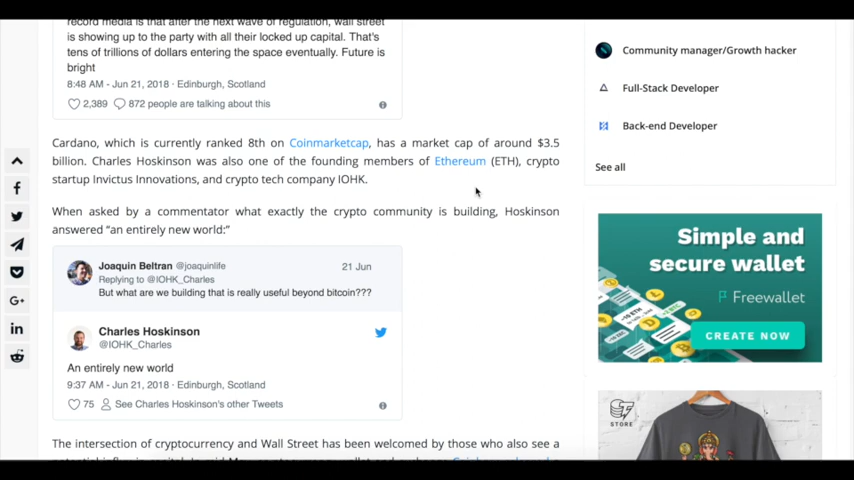 record media is that after the next wave of regulation, wall street
is showing up to the party with all their locked up capital. That's
tens of trillions of dollars entering the space eventually. Future is
bright
8:48 AM - Jun 21, 2018 · Edinburgh, Scotland
2,389 872 people are talking about this
Cardano, which is currently ranked 8th on Coinmarketcap, has a market cap of around $3.5
billion. Charles Hoskinson was also one of the founding members of Ethereum (ETH), crypto
startup Invictus Innovations, and crypto tech company IOHK.
When asked by a commentator what exactly the crypto community is building, Hoskinson
answered “an entirely new world:”
Joaquin Beltran @joaquinlife 21 Jun
Replying to @IOHK_Charles
But what are we building that is really useful beyond bitcoin???
Charles Hoskinson
@IOHK_Charles
An entirely new world
9:37 AM - Jun 21, 2018 · Edinburgh, Scotland
75 See Charles Hoskinson's other Tweets
The intersection of cryptocurrency and Wall Street has been welcomed by those who also see a
Community manager/Growth hacker
Full-Stack Developer
Back-end Developer
See all
Simple and
secure wallet
Freewallet
CREATE NOW
STORE